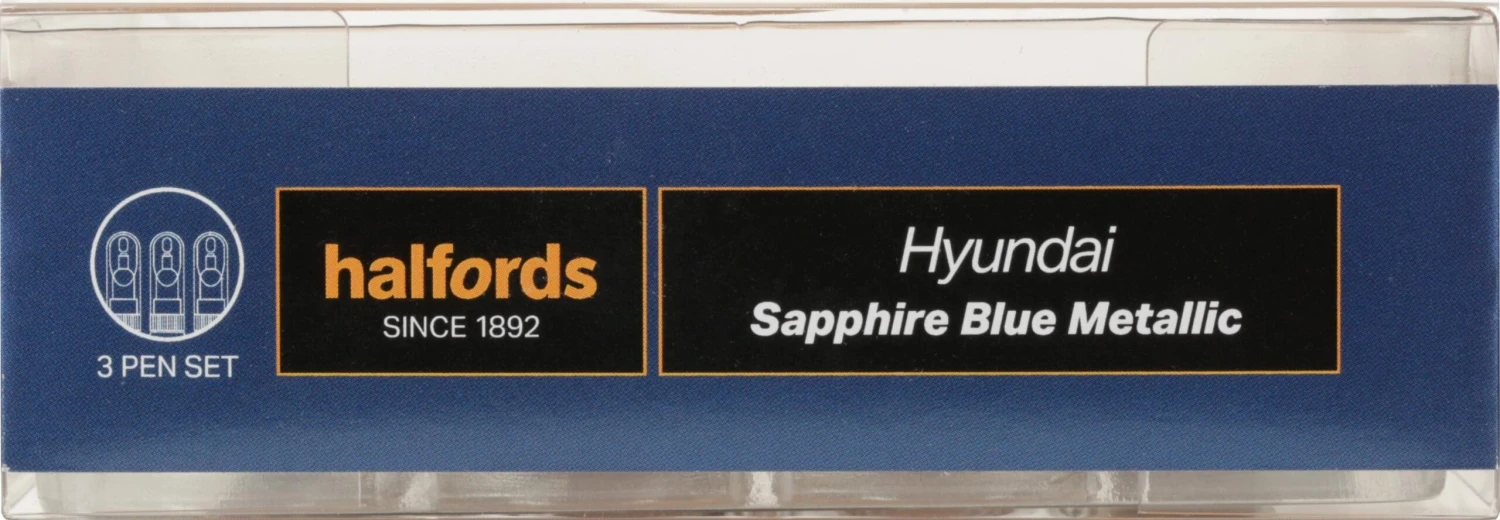 3 PEN SET
halfords
SINCE 1892
Hyundai
Sapphire Blue Metallic